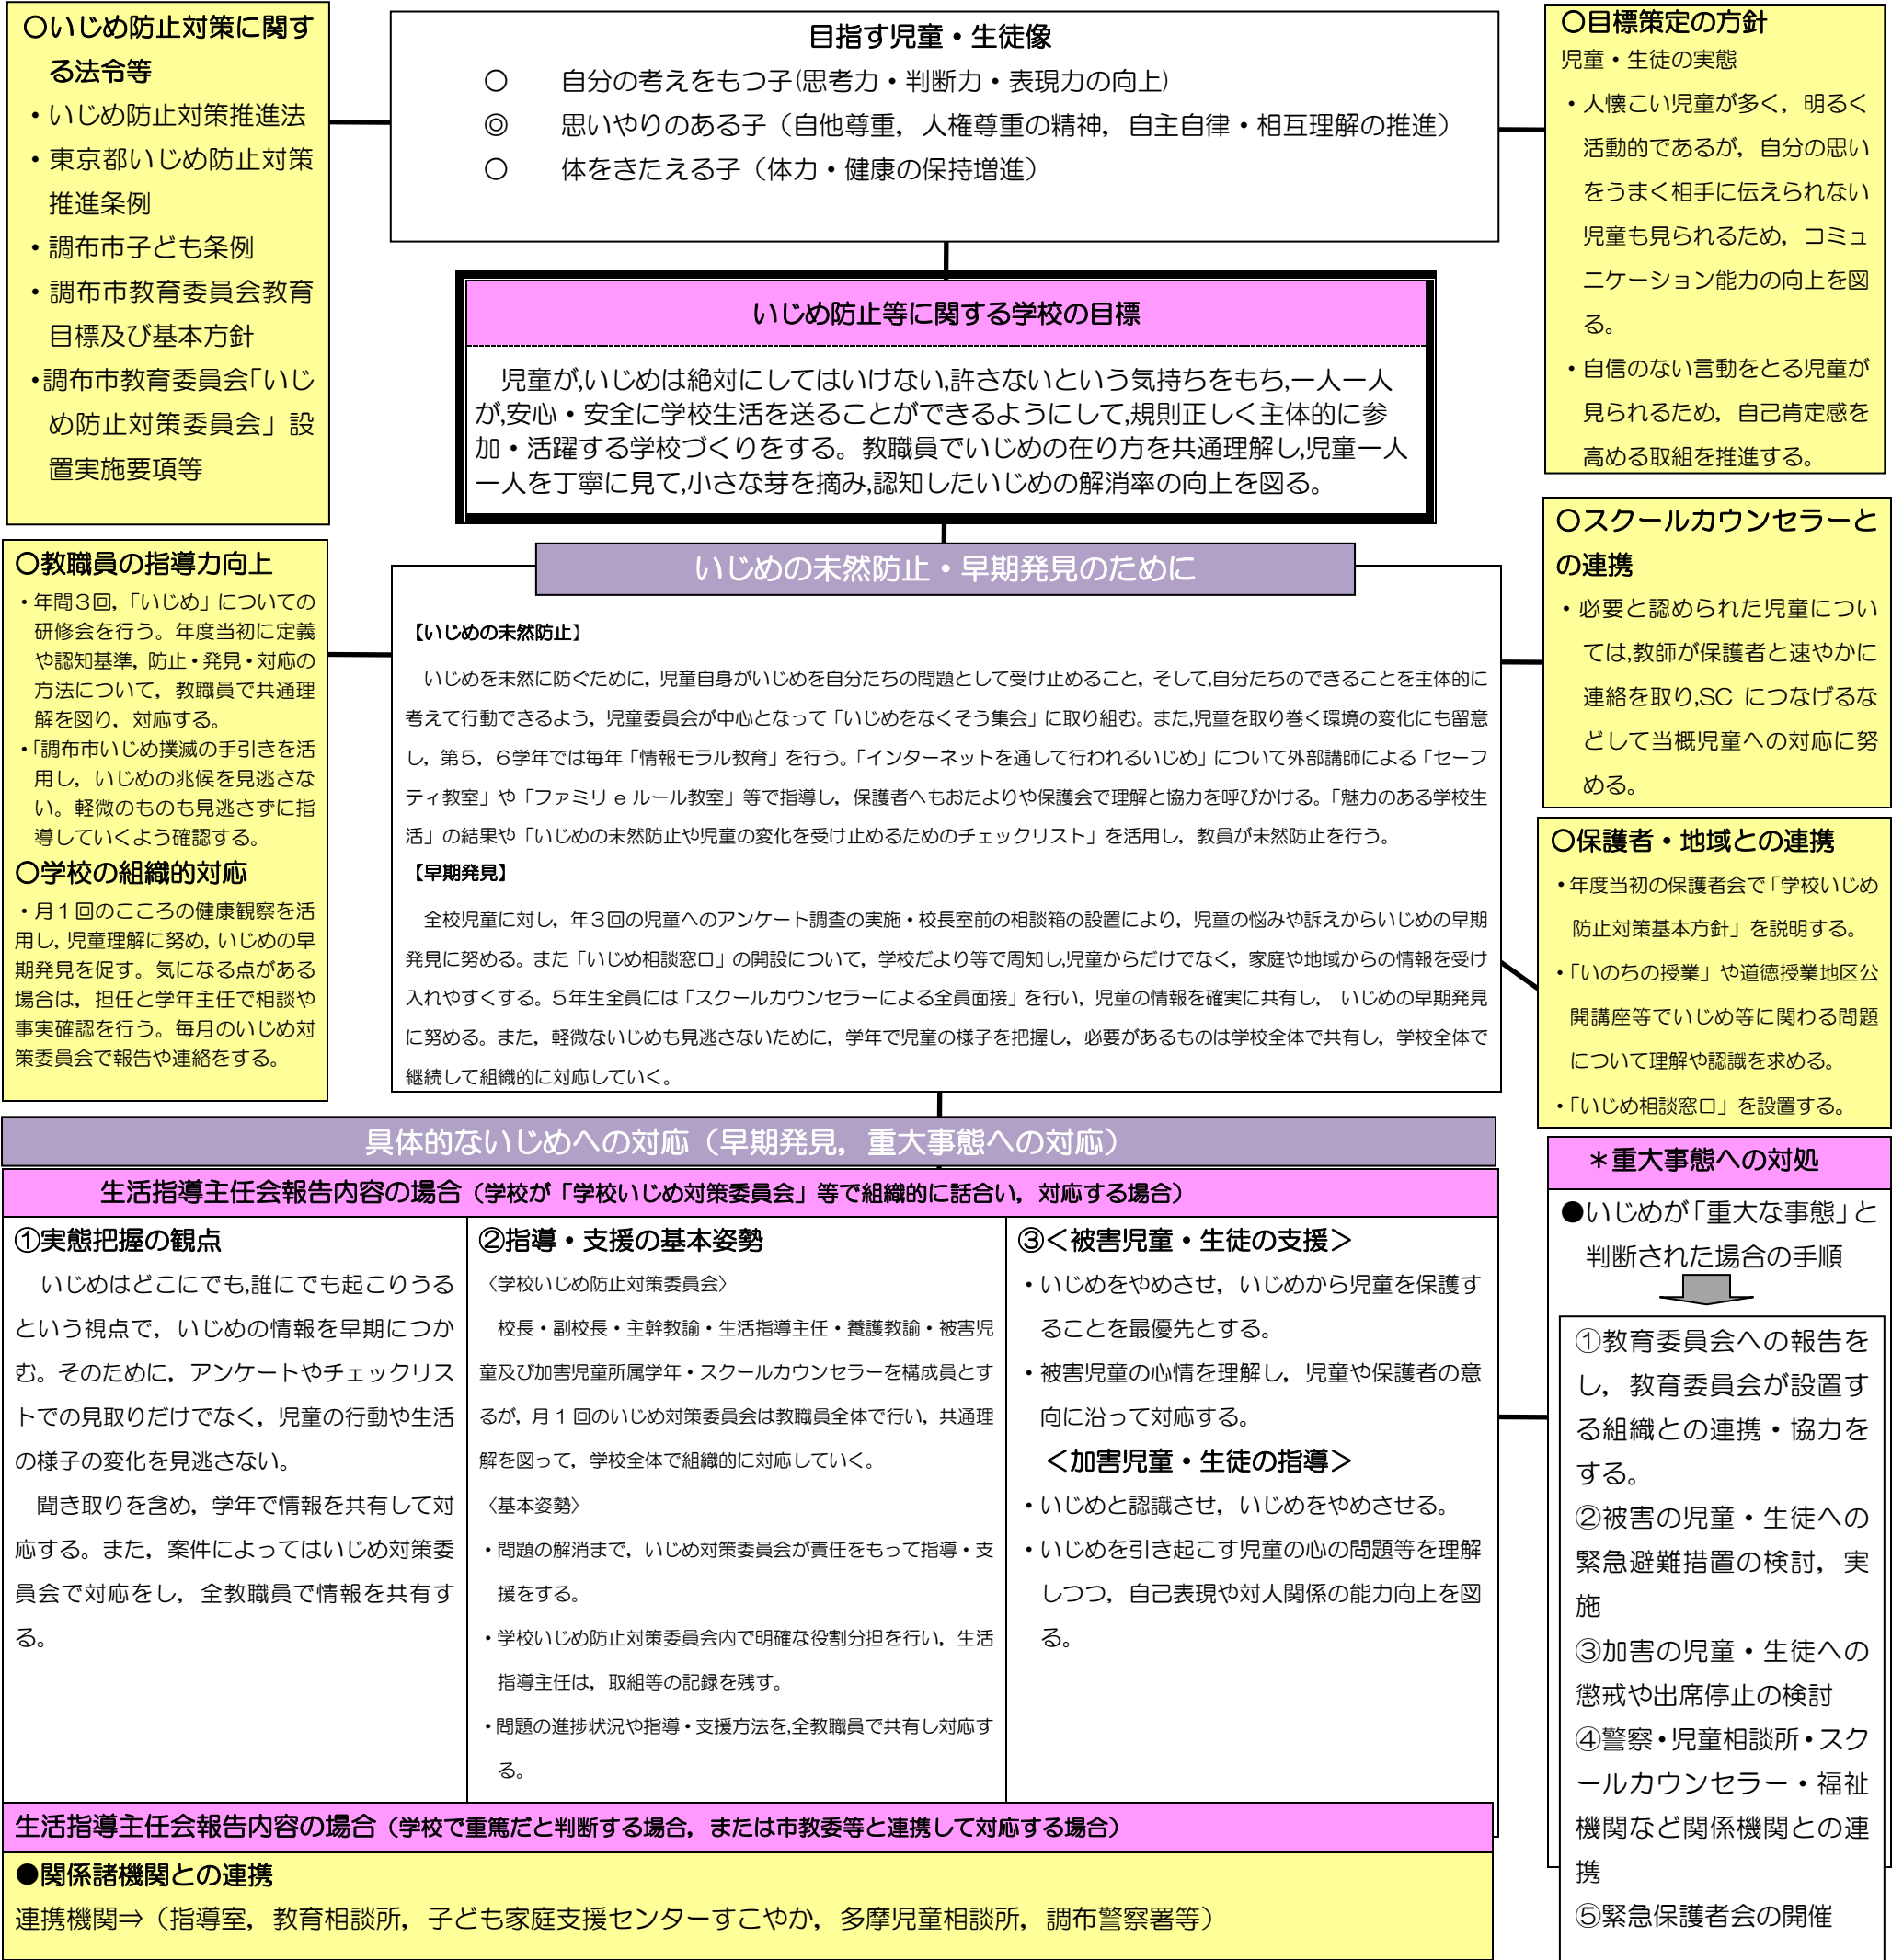 〇いじめ防止対策に関す
る法令等
・いじめ防止対策推進法
・東京都いじめ防止対策
推進条例
・調布市子ども条例
・調布市教育委員会教育
目標及び基本方針
・調布市教育委員会「いじ
め防止対策委員会」設
置実施要項等
目指す児童・生徒像
○　自分の考えをもつ子(思考力・判断力・表現力の向上)
◎　思いやりのある子（自他尊重，人権尊重の精神，自主自律・相互理解の推進）
○　体をきたえる子（体力・健康の保持増進）
〇目標策定の方針
児童・生徒の実態
・人懐こい児童が多く，明るく
活動的であるが，自分の思い
をうまく相手に伝えられない
児童も見られるため，コミュ
ニケーション能力の向上を図
る。
・自信のない言動をとる児童が
見られるため，自己肯定感を
高める取組を推進する。
いじめ防止等に関する学校の目標
児童が,いじめは絶対にしてはいけない,許さないという気持ちをもち,一人一人
が,安心・安全に学校生活を送ることができるようにして,規則正しく主体的に参
加・活躍する学校づくりをする。教職員でいじめの在り方を共通理解し,児童一人
一人を丁寧に見て,小さな芽を摘み,認知したいじめの解消率の向上を図る。
〇教職員の指導力向上
・年間３回，「いじめ」についての
研修会を行う。年度当初に定義
や認知基準，防止・発見・対応の
方法について，教職員で共通理
解を図り，対応する。
・「調布市いじめ撲滅の手引きを活
用し，いじめの兆候を見逃さな
い。軽微のものも見逃さずに指
導していくよう確認する。
〇学校の組織的対応
・月１回のこころの健康観察を活
用し，児童理解に努め，いじめの早
期発見を促す。気になる点がある
場合は，担任と学年主任で相談や
事実確認を行う。毎月のいじめ対
策委員会で報告や連絡をする。
いじめの未然防止・早期発見のために
【いじめの未然防止】
いじめを未然に防ぐために，児童自身がいじめを自分たちの問題として受け止めること，そして,自分たちのできることを主体的に
考えて行動できるよう，児童委員会が中心となって「いじめをなくそう集会」に取り組む。また,児童を取り巻く環境の変化にも留意
し，第５，６学年では毎年「情報モラル教育」を行う。「インターネットを通して行われるいじめ」について外部講師による「セーフ
ティ教室」や「ファミリ e ルール教室」等で指導し，保護者へもおたよりや保護会で理解と協力を呼びかける。「魅力のある学校生
活」の結果や「いじめの未然防止や児童の変化を受け止めるためのチェックリスト」を活用し，教員が未然防止を行う。
【早期発見】
全校児童に対し，年３回の児童へのアンケート調査の実施・校長室前の相談箱の設置により，児童の悩みや訴えからいじめの早期
発見に努める。また「いじめ相談窓口」の開設について，学校だより等で周知し,児童からだけでなく，家庭や地域からの情報を受け
入れやすくする。５年生全員には「スクールカウンセラーによる全員面接」を行い，児童の情報を確実に共有し，　いじめの早期発見
に努める。また，軽微ないじめも見逃さないために，学年で児童の様子を把握し，必要があるものは学校全体で共有し，学校全体で
継続して組織的に対応していく。
〇スクールカウンセラーと
の連携
・必要と認められた児童につい
ては,教師が保護者と速やかに
連絡を取り,SC につなげるな
どして当概児童への対応に努
める。
〇保護者・地域との連携
・年度当初の保護者会で「学校いじめ
防止対策基本方針」を説明する。
・「いのちの授業」や道徳授業地区公
開講座等でいじめ等に関わる問題
について理解や認識を求める。
・「いじめ相談窓口」を設置する。
具体的ないじめへの対応（早期発見，重大事態への対応）
生活指導主任会報告内容の場合（学校が「学校いじめ対策委員会」等で組織的に話合い，対応する場合）
①実態把握の観点
いじめはどこにでも,誰にでも起こりうる
という視点で，いじめの情報を早期につか
む。そのために，アンケートやチェックリス
トでの見取りだけでなく，児童の行動や生活
の様子の変化を見逃さない。
聞き取りを含め，学年で情報を共有して対
応する。また，案件によってはいじめ対策委
員会で対応をし，全教職員で情報を共有す
る。
②指導・支援の基本姿勢
〈学校いじめ防止対策委員会〉
校長・副校長・主幹教諭・生活指導主任・養護教諭・被害児
童及び加害児童所属学年・スクールカウンセラーを構成員とす
るが，月１回のいじめ対策委員会は教職員全体で行い，共通理
解を図って，学校全体で組織的に対応していく。
〈基本姿勢〉
・問題の解消まで，いじめ対策委員会が責任をもって指導・支
援をする。
・学校いじめ防止対策委員会内で明確な役割分担を行い，生活
指導主任は，取組等の記録を残す。
・問題の進捗状況や指導・支援方法を,全教職員で共有し対応す
る。
③＜被害児童・生徒の支援＞
・いじめをやめさせ，いじめから児童を保護す
ることを最優先とする。
・被害児童の心情を理解し，児童や保護者の意
向に沿って対応する。
＜加害児童・生徒の指導＞
・いじめと認識させ，いじめをやめさせる。
・いじめを引き起こす児童の心の問題等を理解
しつつ，自己表現や対人関係の能力向上を図
る。
生活指導主任会報告内容の場合（学校で重篤だと判断する場合，または市教委等と連携して対応する場合）
●関係諸機関との連携
連携機関⇒（指導室，教育相談所，子ども家庭支援センターすこやか，多摩児童相談所，調布警察署等）
＊重大事態への対処
●いじめが「重大な事態」と
判断された場合の手順
①教育委員会への報告を
し，教育委員会が設置す
る組織との連携・協力を
する。
②被害の児童・生徒への
緊急避難措置の検討，実
施
③加害の児童・生徒への
懲戒や出席停止の検討
④警察・児童相談所・スク
ールカウンセラー・福祉
機関など関係機関との連
携
⑤緊急保護者会の開催